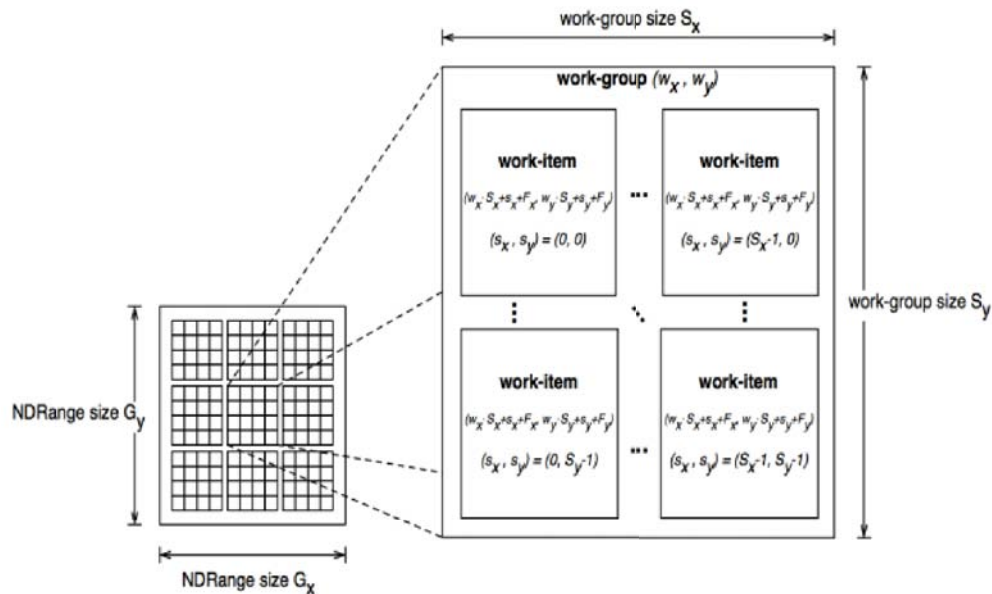 work-group size Sx
work-group (wx , wy)
work-item
work-item
(wx· Sx+sx+Fx, wy· Sy+sy+Fy)
...
(wx· Sx+sx+Fx, wy· Sy+sy+Fy)
(sx , sy) = (0, 0)
(sx , sy) = (Sx-1, 0)
work-group size Sy
work-item
work-item
NDRange size Gy
(wx· Sx+sx+Fx, wy· Sy+sy+Fy)
(wx· Sx+sx+Fx, wy· Sy+sy+Fy)
...
(sx , sy) = (0, Sy-1)
(sx , sy) = (Sx-1, Sy-1)
NDRange size Gx